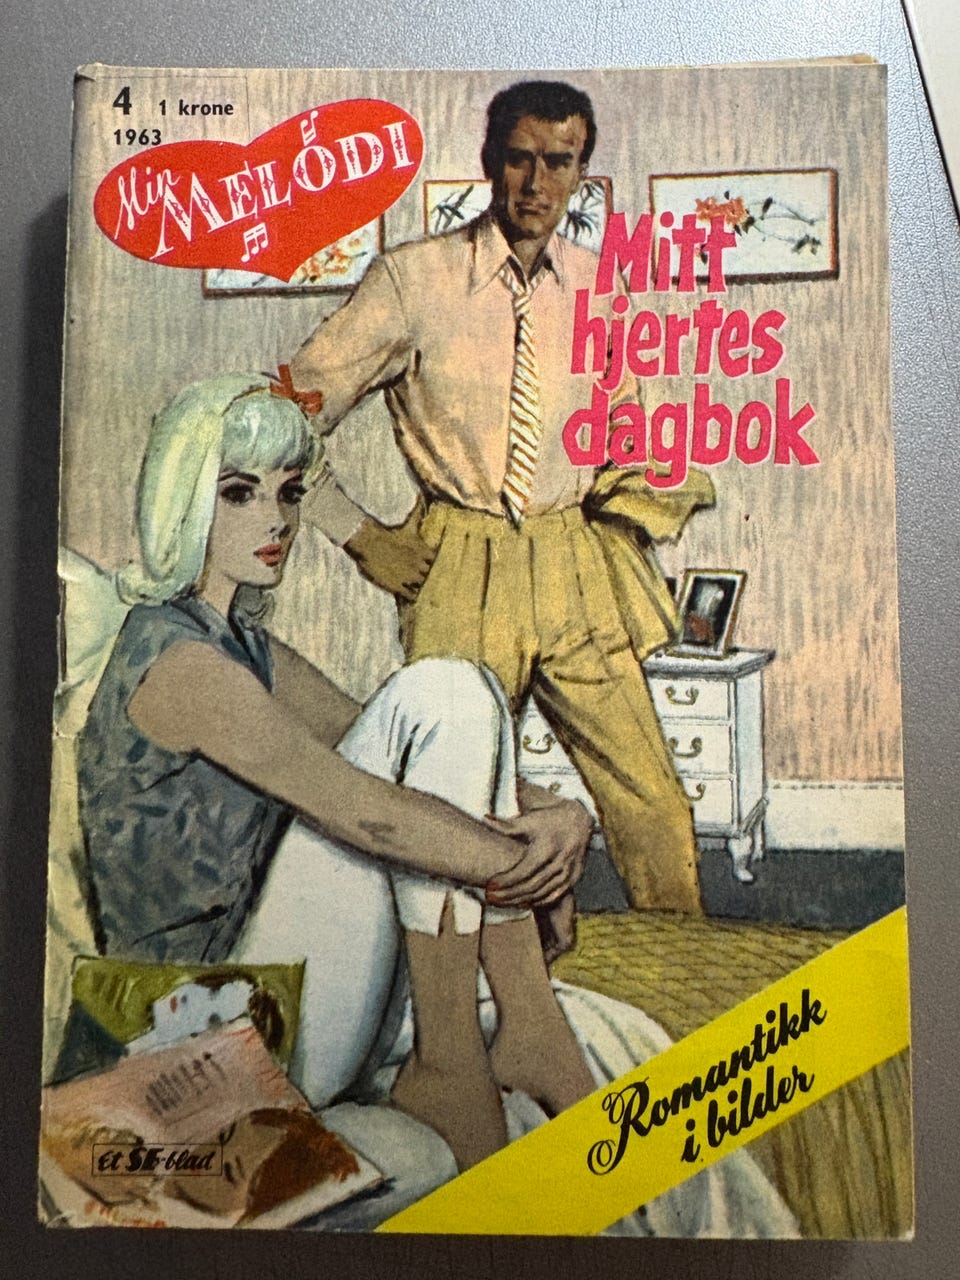 4 1 krone
1963
Min
MELODI
Mitt
hjertes
dagbok
Romantikk
i bilder
Et SE-blad